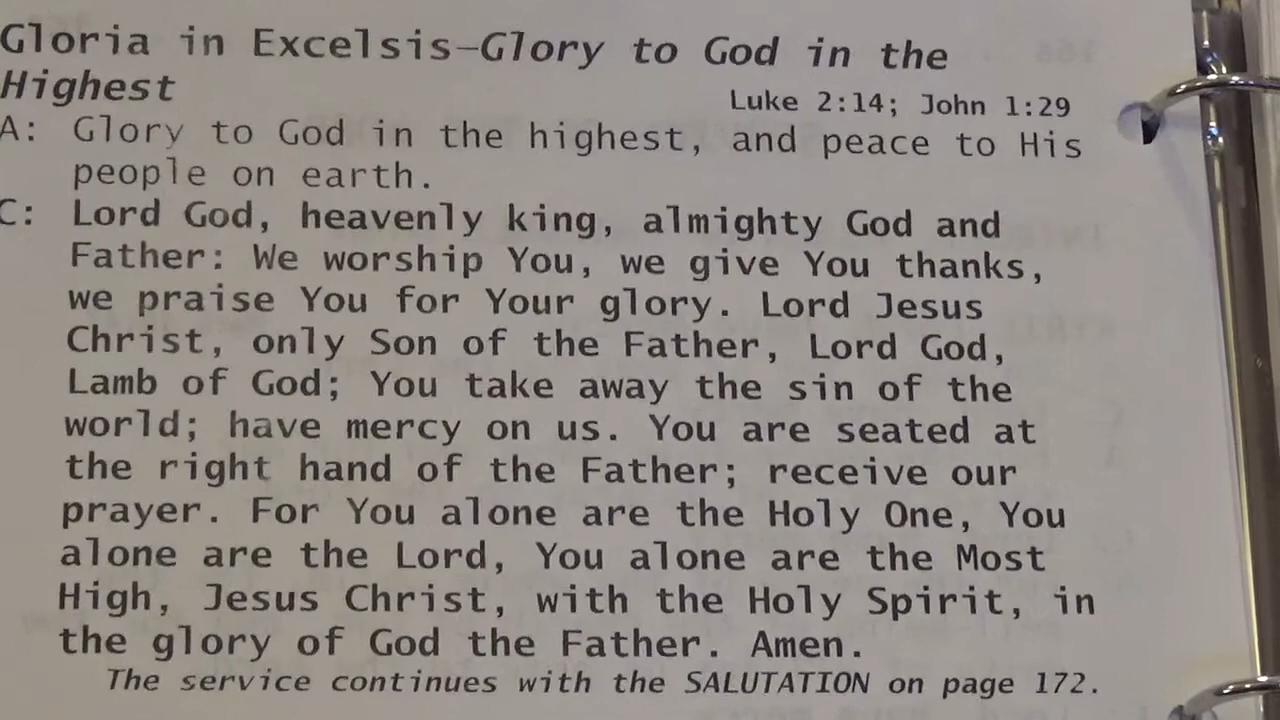 Gloria in Excelsis—Glory to God in the
Highest
Luke 2:14; John 1:29
A: Glory to God in the highest, and peace to His
people on earth.
C: Lord God, heavenly king, almighty God and
Father: We worship You, we give You thanks,
we praise You for Your glory. Lord Jesus
Christ, only Son of the Father, Lord God,
Lamb of God; You take away the sin of the
world; have mercy on us. You are seated at
the right hand of the Father; receive our
prayer. For You alone are the Holy One, You
alone are the Lord, You alone are the Most
High, Jesus Christ, with the Holy Spirit, in
the glory of God the Father. Amen.
The service continues with the SALUTATION on page 172.